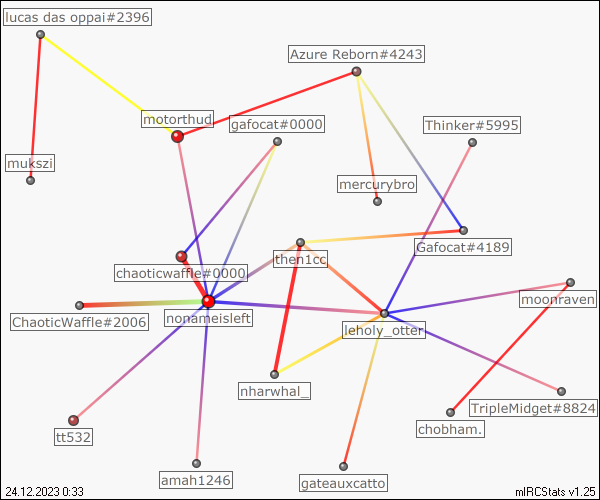 lucas das oppai#2396
Azure Reborn#4243
motorthud
gafocat#0000
Thinker#5995
mukszi
mercurybro
Gafocat#4189
then1cc
chaoticwaffle#0000
moonraven
ChaoticWaffle#2006
nonameisleft
leholy_otter
nharwhal_
TripleMidget#8824
chobham.
tt532
amah1246
gateauxcatto
24.12.2023 0:33
mIRCStats v1.25